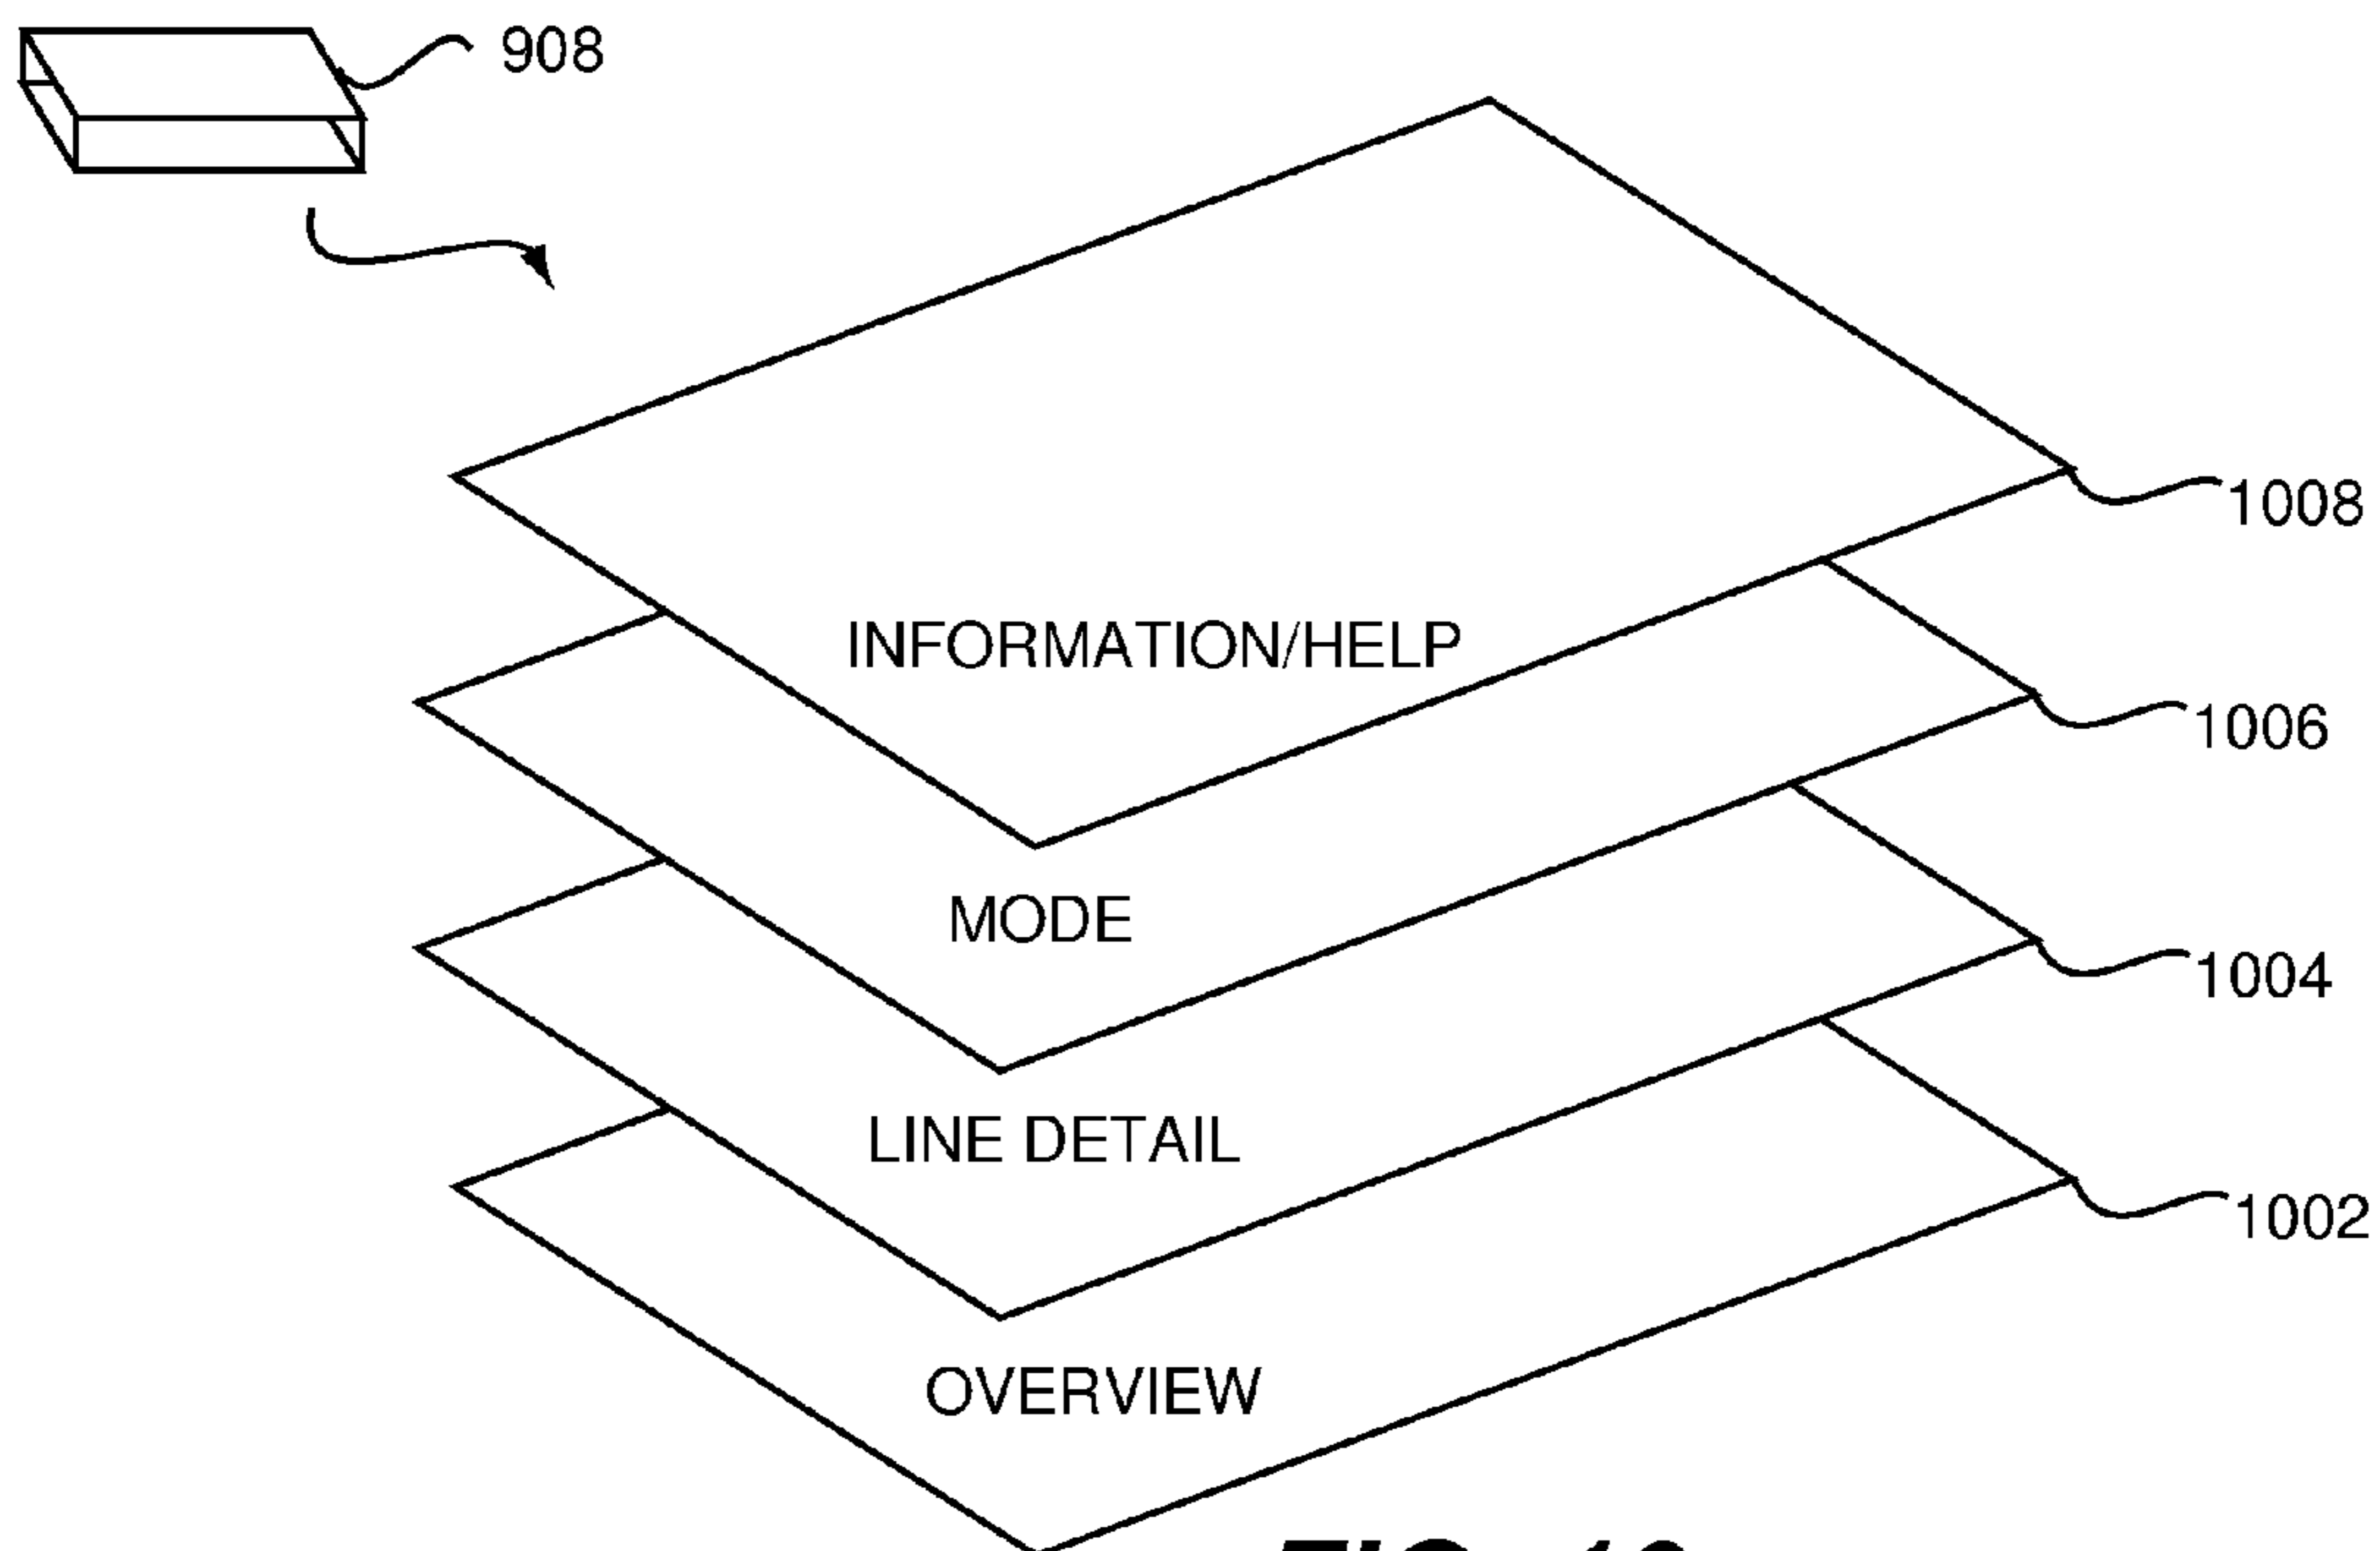 908
1008
INFORMATION/HELP
1006
MODE
1004
LINE DETAIL
1002
OVERVIEW